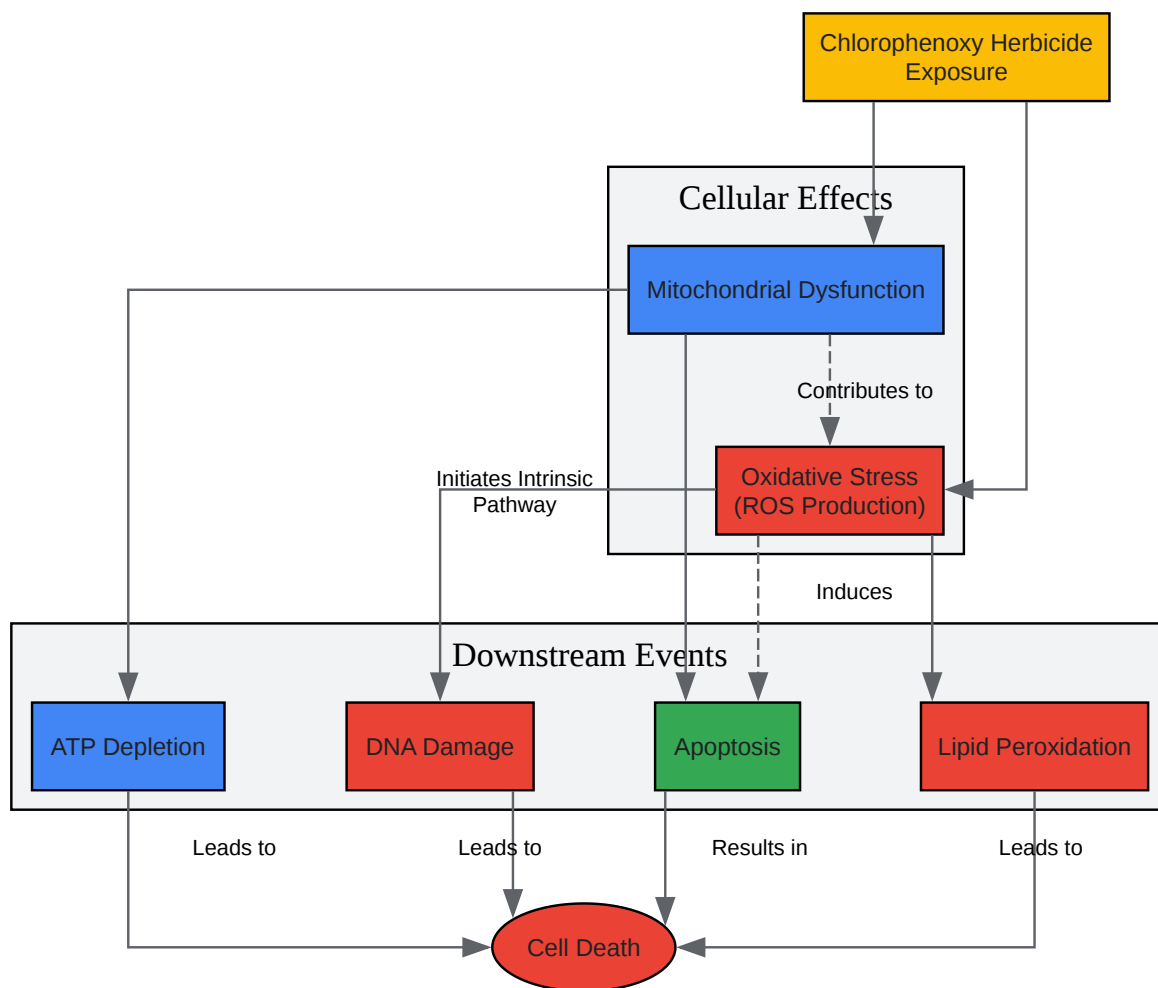 Chlorophenoxy Herbicide
Exposure
Cellular Effects
Mitochondrial Dysfunction
Contributes to
Oxidative Stress
(ROS Production)
Initiates Intrinsic
Pathway
Induces
Downstream Events
ATP Depletion
DNA Damage
Apoptosis
Lipid Peroxidation
Leads to
Leads to
Results in
Leads to
Cell Death